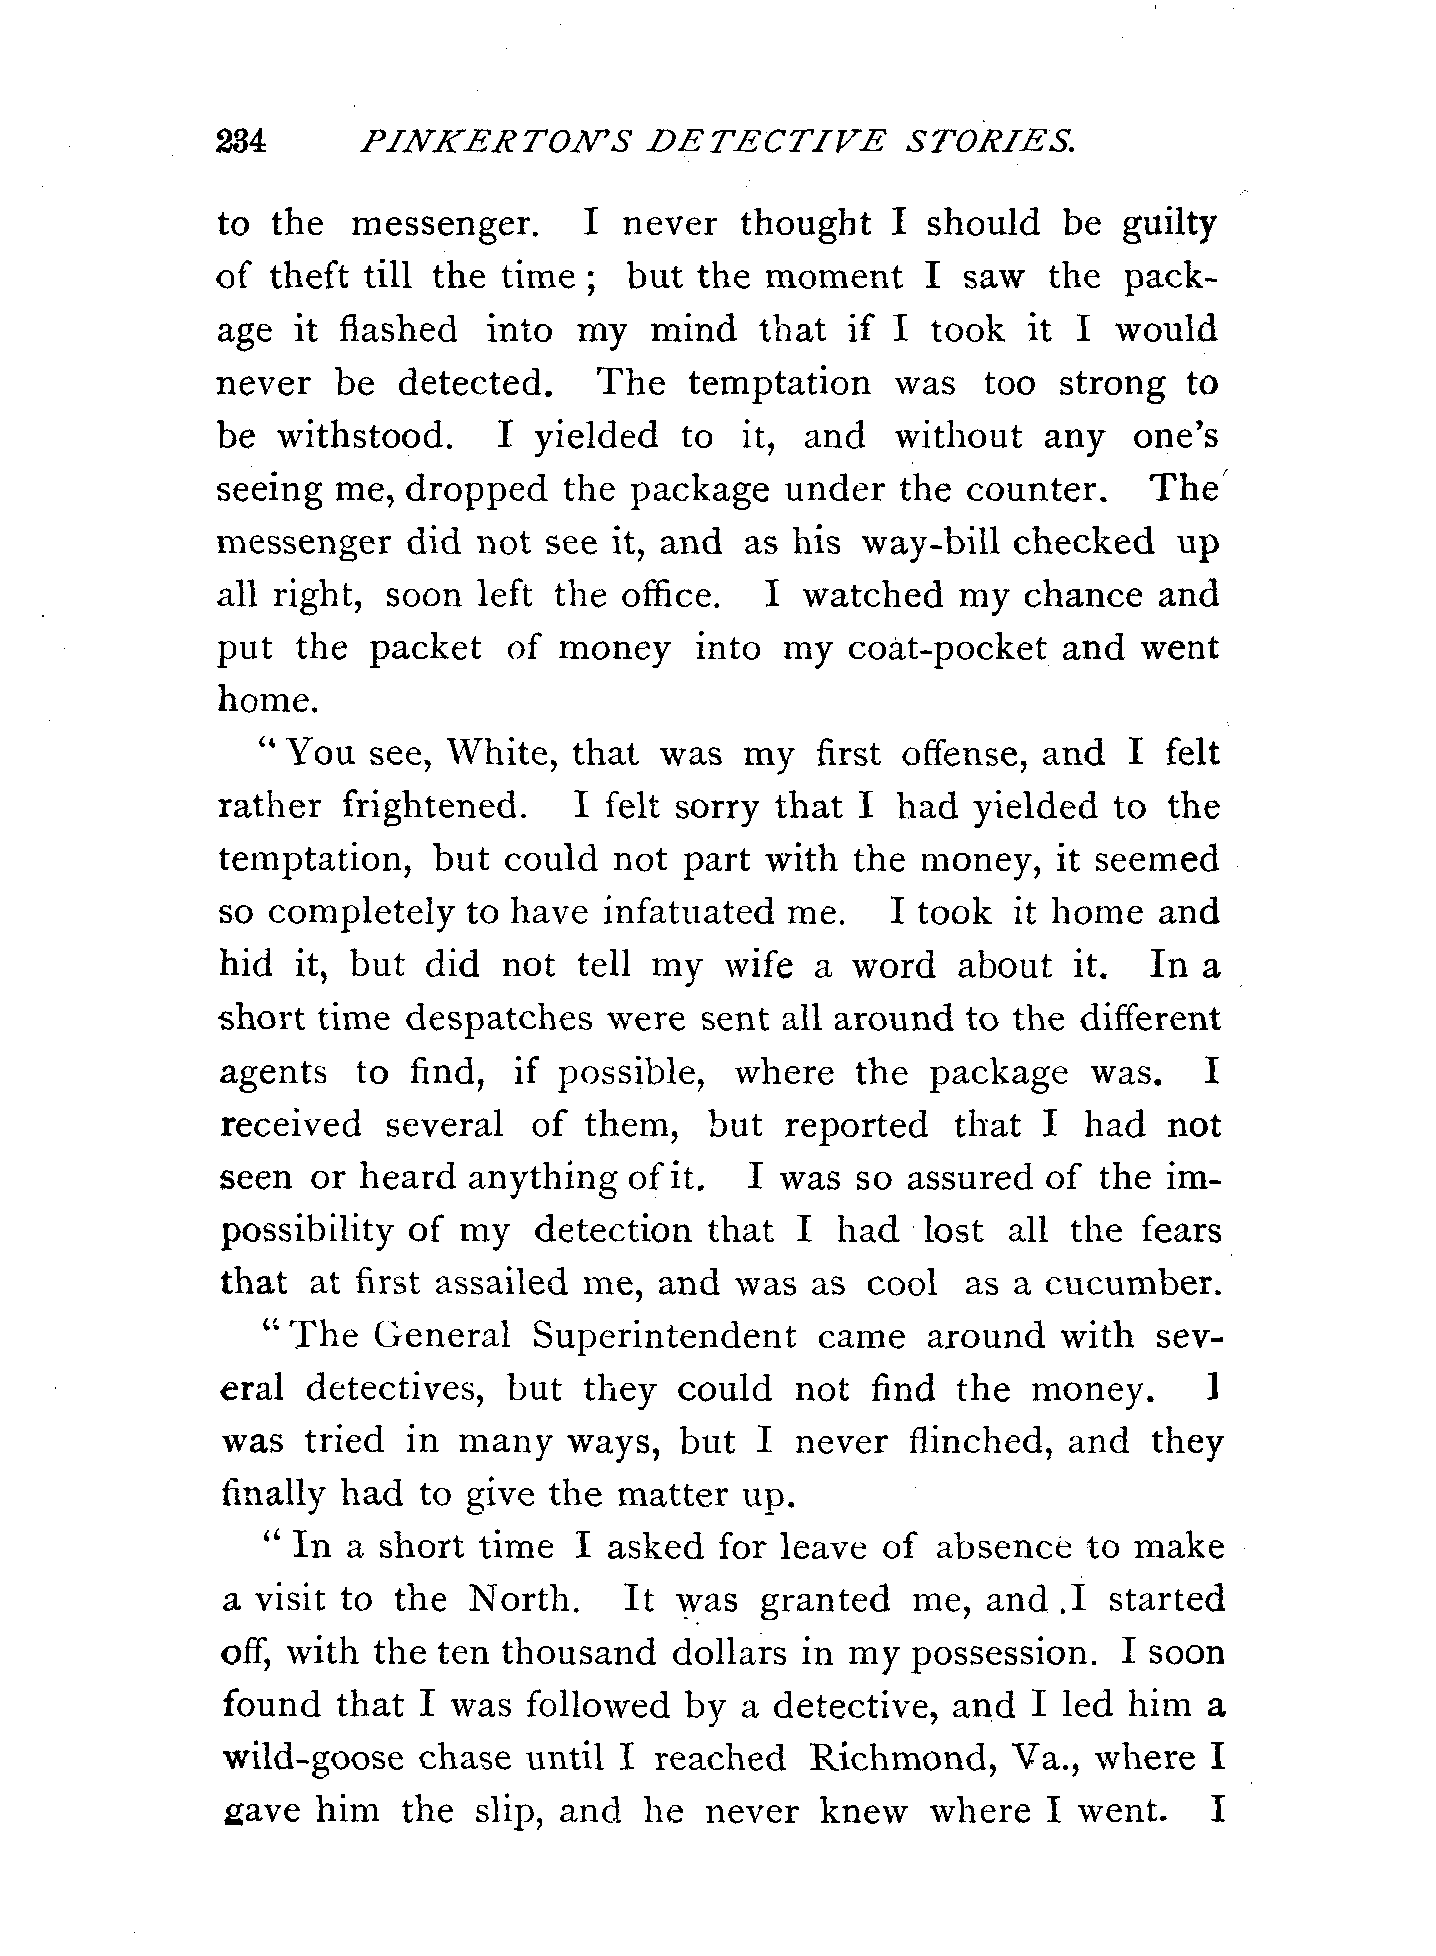 234 PINKERTON'S DETECTIVE STORIES.
to the messenger. I never thought I should be guilty
of theft till the time ; but the moment I saw the pack-
age it flashed into my mind that if I took it I would
never be detected. The temptation was too strong to
be withstood. I yielded to it, and without any one's
seeing me, dropped the package under the counter. The
messenger did not see it, and as his way-bill checked up
all right, soon left the office. I watched my chance and
put the packet of money into my coat-pocket and went
home.
“ You see, White, that was my first offense, and I felt
rather frightened. I felt sorry that I had yielded to the
temptation, but could not part with the money, it seemed
so completely to have infatuated me. I took it home and
hid it, but did not tell my wife a word about it. In a
short time despatches were sent all around to the different
agents to find, if possible, where the package was. I
received several of them, but reported that I had not
seen or heard anything of it. I was so assured of the im-
possibility of my detection that I had lost all the fears
that at first assailed me, and was as cool as a cucumber.
“ The General Superintendent came around with sev-
eral detectives, but they could not find the money. I
was tried in many ways, but I never flinched, and they
finally had to give the matter up.
“ In a short time I asked for leave of absence to make
a visit to the North. It was granted me, and I started
off, with the ten thousand dollars in my possession. I soon
found that I was followed by a detective, and I led him a
wild-goose chase until I reached Richmond, Va., where I
gave him the slip, and he never knew where I went. I